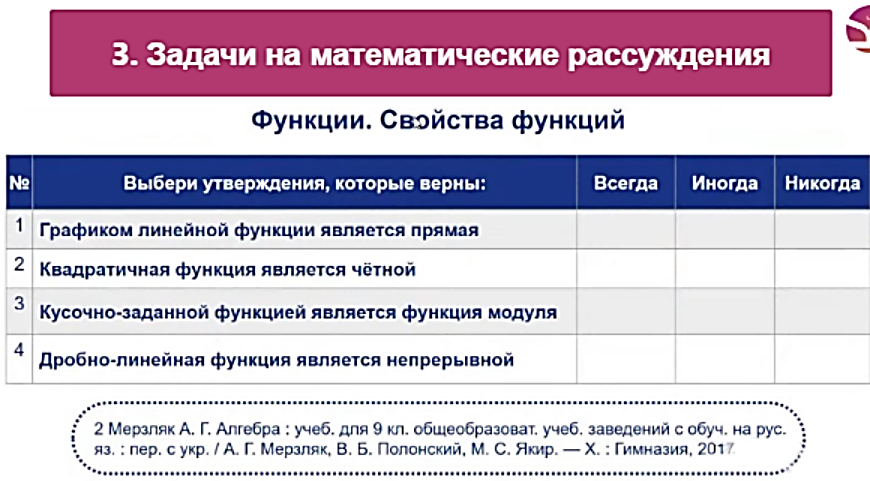 3. Задачи на математические рассуждения
Функции. Свойства функций
№ Выбери утверждения, которые верны: Всегда Иногда Никогда
1 Графиком линейной функции является прямая
2 Квадратичная функция является чётной
3 Кусочно-заданной функцией является функция модуля
4 Дробно-линейная функция является непрерывной
2 Мерзляк А. Г. Алгебра : учеб. для 9 кл. общеобразоват. учеб. заведений с обуч. на рус.
яз. : пер. с укр. / А. Г. Мерзляк, В. Б. Полонский, М. С. Якир. — Х. : Гимназия, 2017